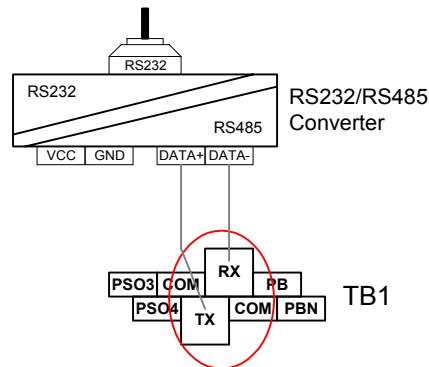 RS232
RS232
RS485
RS232/RS485
Converter
VCC GND DATA+ DATA-
RX
PSO3 COM PB
TB1
PSO4 TX COM PBN